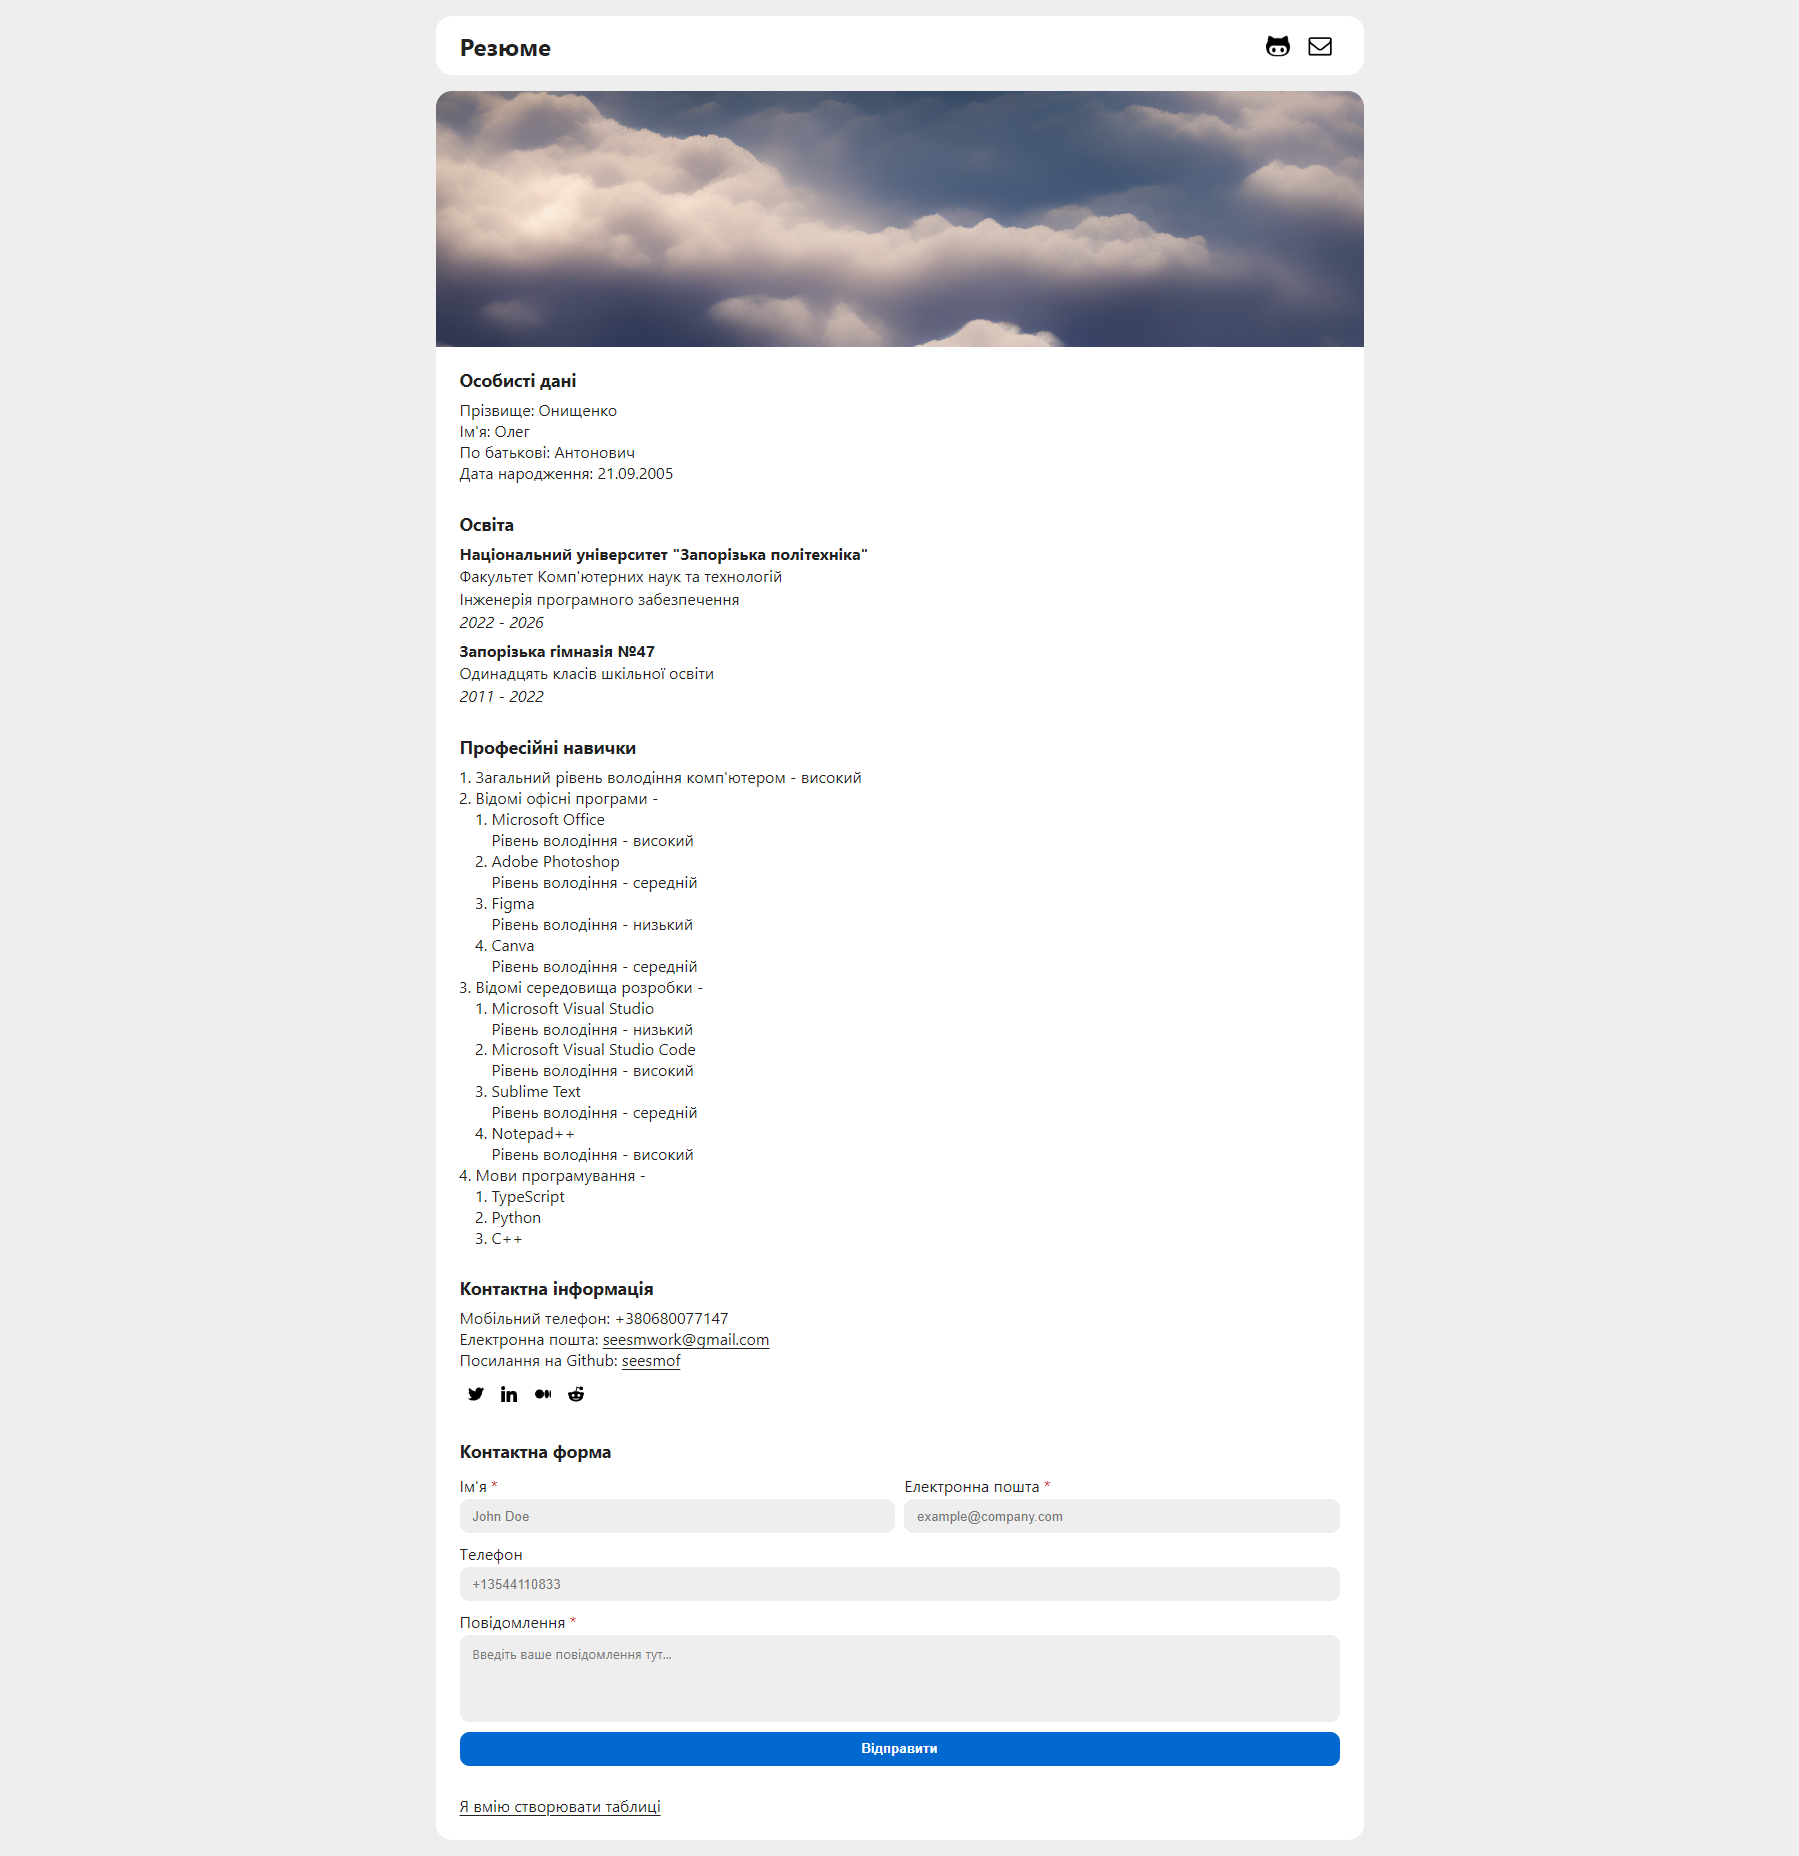 Резюме
Особисті дані
Прізвище: Онищенко
Ім'я: Олег
По батькові: Антонович
Дата народження: 21.09.2005
Освіта
Національний університет "Запорізька політехніка"
Факультет Комп'ютерних наук та технологій
Інженерія програмного забезпечення
2022 - 2026
Запорізька гімназія №47
Одинадцять класів шкільної освіти
2011 - 2022
Професійні навички
1. Загальний рівень володіння комп'ютером - високий
2. Відомі офісні програми -
1. Microsoft Office
Рівень володіння - високий
2. Adobe Photoshop
Рівень володіння - середній
3. Figma
Рівень володіння - низький
4. Canva
Рівень володіння - середній
3. Відомі середовища розробки -
1. Microsoft Visual Studio
Рівень володіння - низький
2. Microsoft Visual Studio Code
Рівень володіння - високий
3. Sublime Text
Рівень володіння - середній
4. Notepad++
Рівень володіння - високий
4. Мови програмування -
1. TypeScript
2. Python
3. C++
Контактна інформація
Мобільний телефон: +380680077147
Електронна пошта: seesmwork@gmail.com
Посилання на Github: seesmof
Контактна форма
Ім'я *
John Doe
Електронна пошта *
example@company.com
Телефон
+13544110833
Повідомлення *
Введіть ваше повідомлення тут...
Відправити
Я вмію створювати таблиці